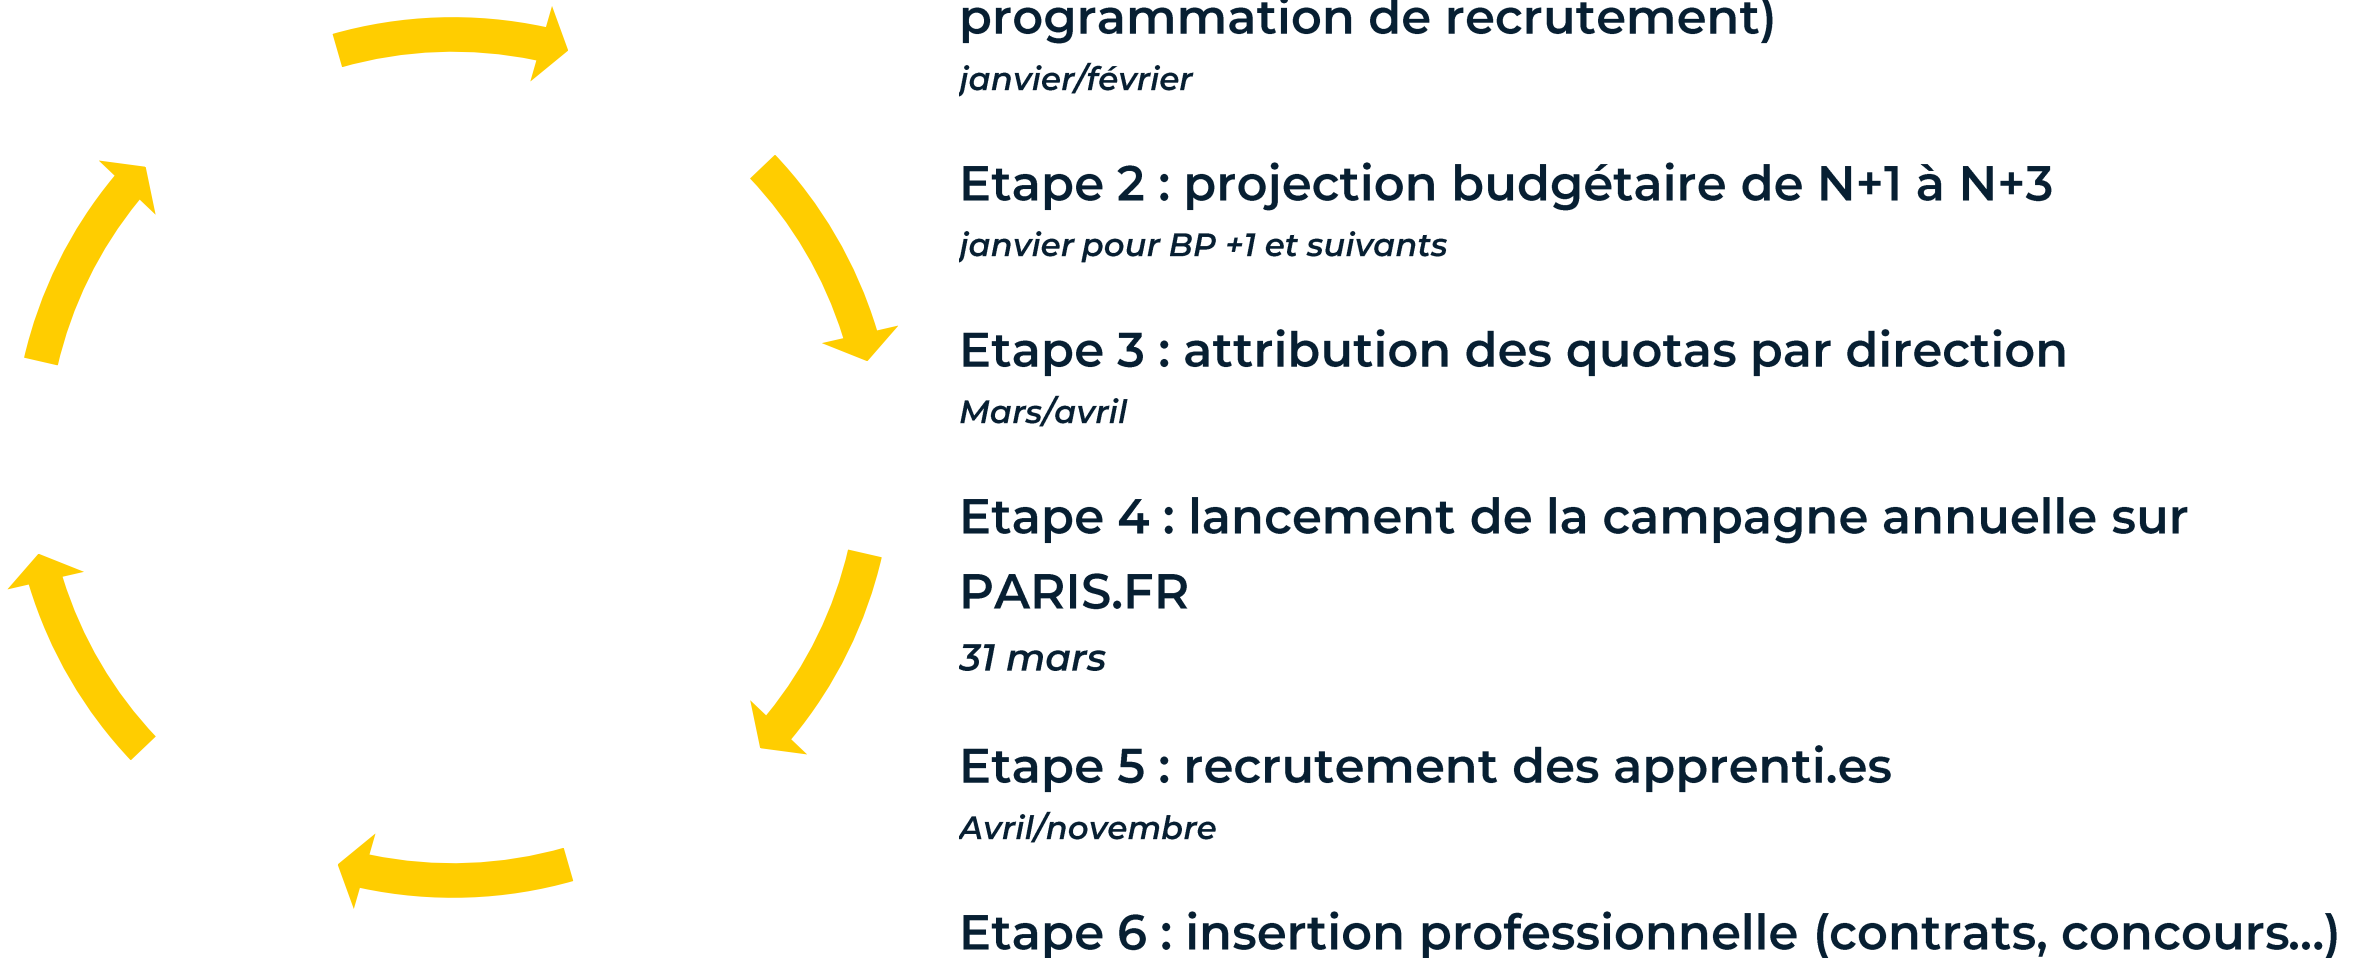 programmation de recrutement)
janvier/février
Etape 2 : projection budgétaire de N+1 à N+3
janvier pour BP +1 et suivants
Etape 3 : attribution des quotas par direction
Mars/avril
Etape 4 : lancement de la campagne annuelle sur
PARIS.FR
31 mars
Etape 5 : recrutement des apprenti.es
Avril/novembre
Etape 6 : insertion professionnelle (contrats, concours...)